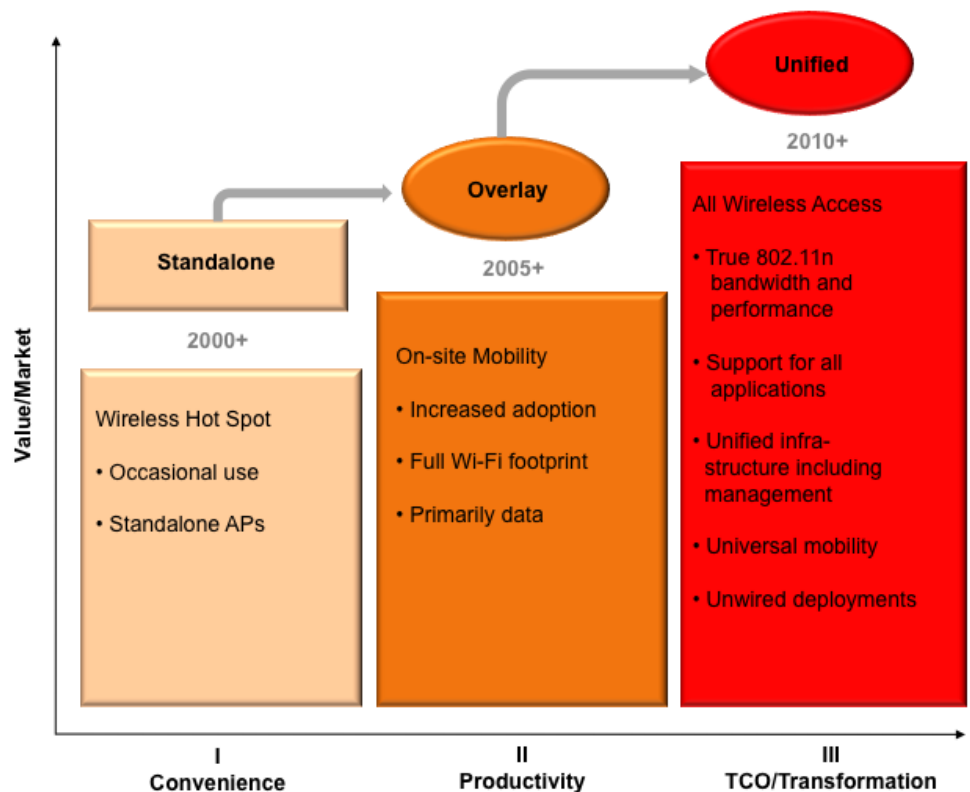 Unified
2010+
Overlay
2005+
Standalone
2000+
Value/Market
Wireless Hot Spot
• Occasional use
• Standalone APs
On-site Mobility
• Increased adoption
• Full Wi-Fi footprint
• Primarily data
All Wireless Access
• True 802.11n
bandwidth and
performance
• Support for all
applications
• Unified infra-
structure including
management
• Universal mobility
• Unwired deployments
I
Convenience
II
Productivity
III
TCO/Transformation